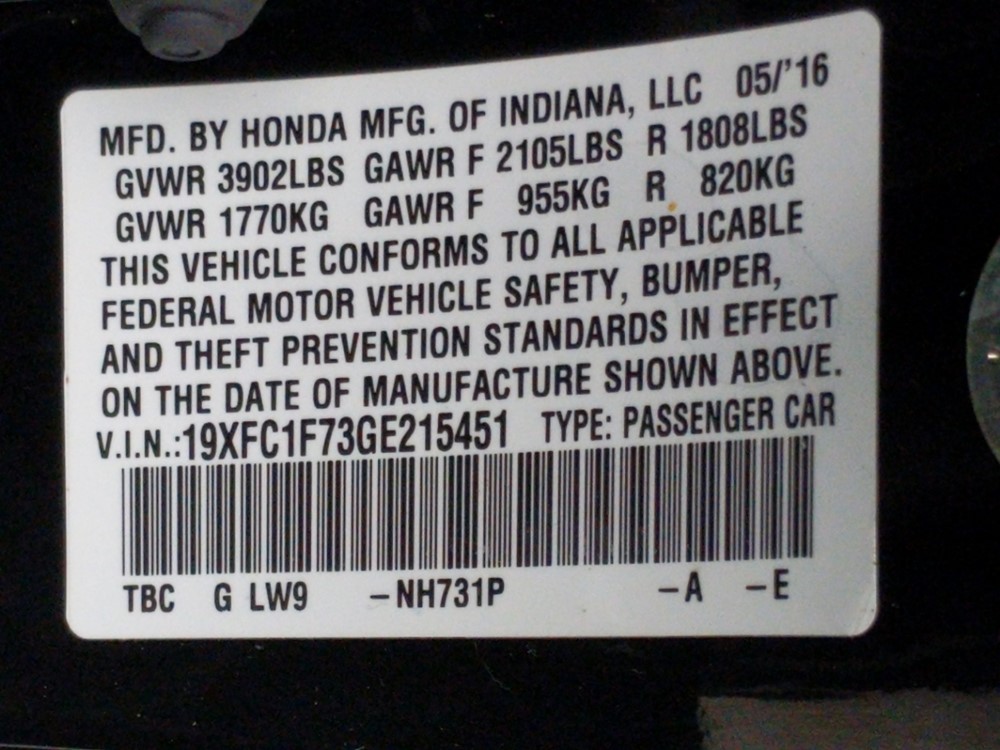 MFD. BY HONDA MFG. OF INDIANA, LLC 05/'16
GVWR 3902LBS GAWR F 2105LBS R 1808LBS
GVWR 1770KG GAWR F 955KG R 820KG
THIS VEHICLE CONFORMS TO ALL APPLICABLE
FEDERAL MOTOR VEHICLE SAFETY, BUMPER,
AND THEFT PREVENTION STANDARDS IN EFFECT
ON THE DATE OF MANUFACTURE SHOWN ABOVE.
V.I.N.:19XFC1F73GE215451 TYPE: PASSENGER CAR
TBC G LW9 –NH731P –A –E